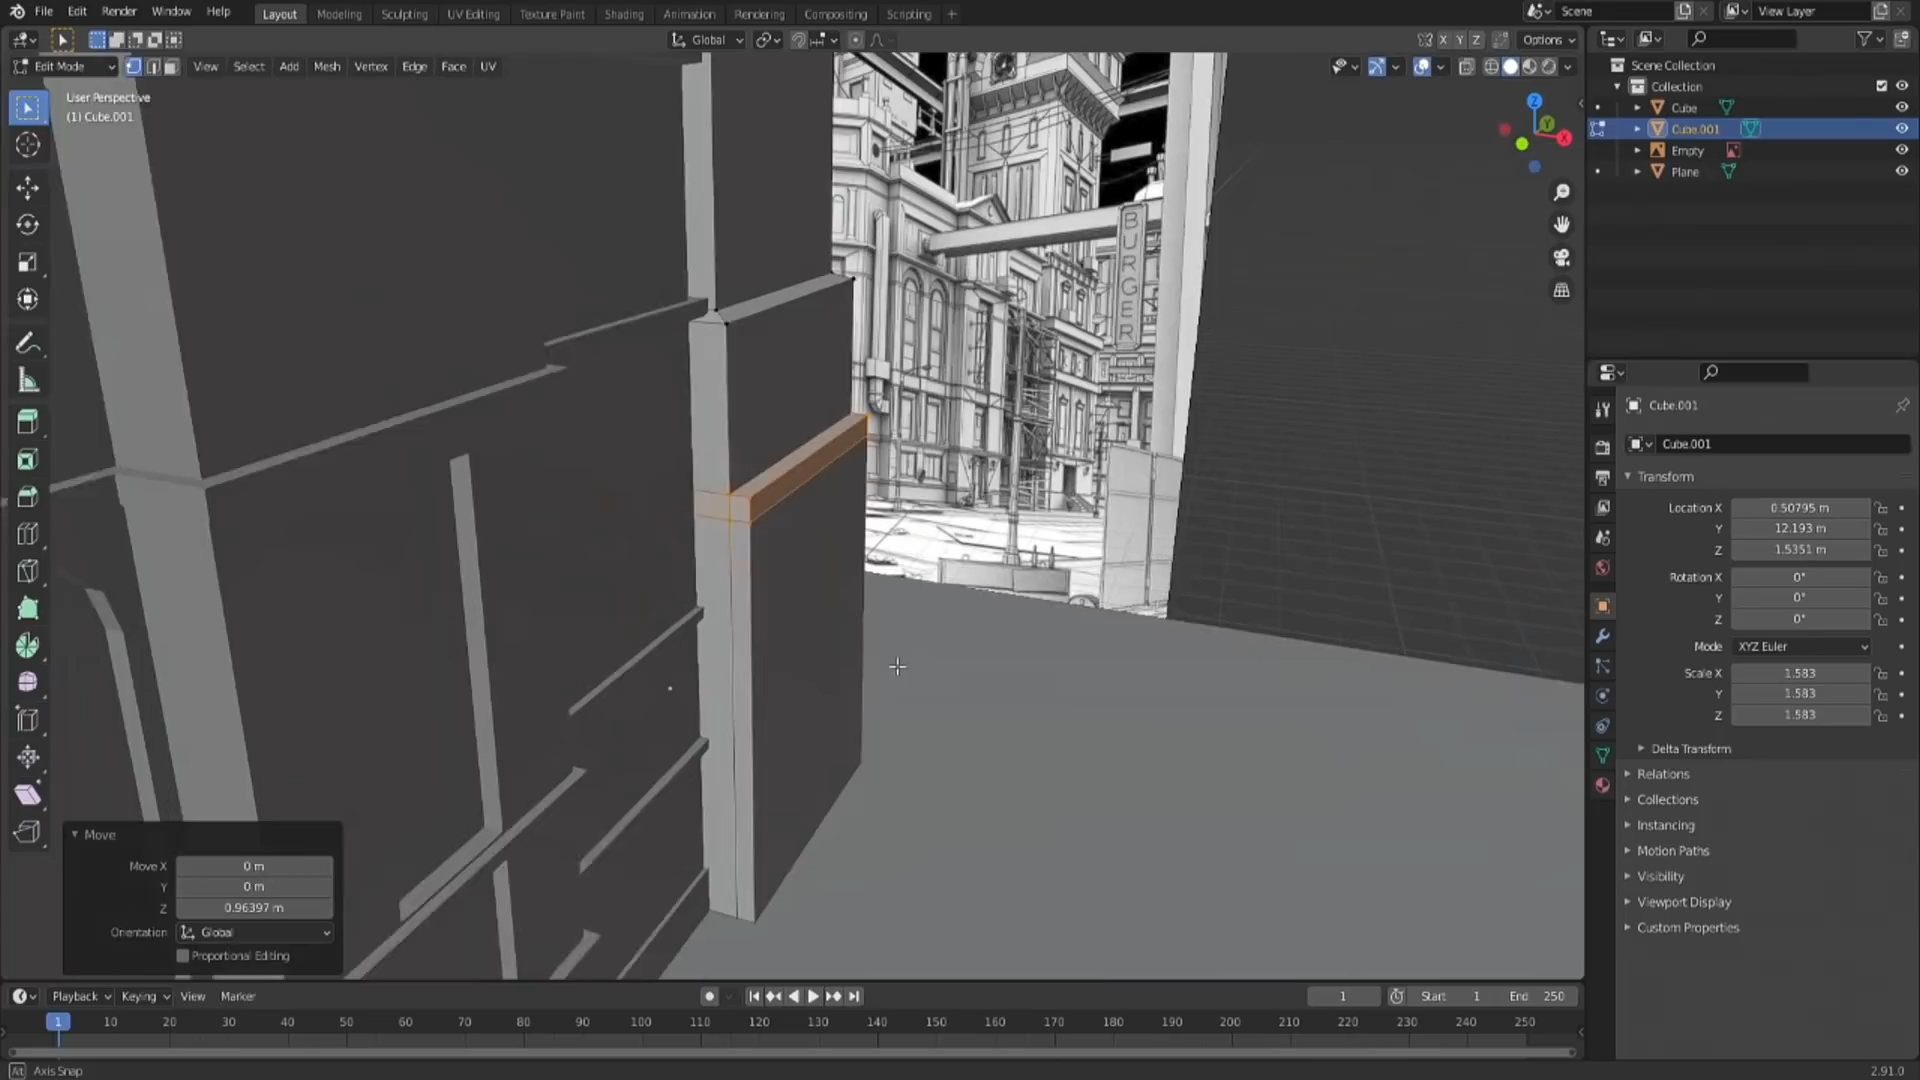 File Edit Render Window Help
Layout Modeling Sculpting UV Editing Texture Paint Shading Animation Rendering Compositing Scripting +
Scene
View Layer
Global
X Y Z
Options
Edit Mode
View Select Add Mesh Vertex Edge Face UV
User Perspective
(1) Cube.001
Z
Y
X
BURGER
Scene Collection
Collection
Cube
Cube.001
Empty
Plane
Cube.001
Cube.001
Transform
Location X 0.50795 m
Y 12.193 m
Z 1.5351 m
Rotation X 0°
Y 0°
Z 0°
Mode XYZ Euler
Scale X 1.583
Y 1.583
Z 1.583
Delta Transform
Relations
Collections
Instancing
Motion Paths
Visibility
Viewport Display
Custom Properties
Move
Move X 0 m
Y 0 m
Z 0.96397 m
Orientation Global
Proportional Editing
Playback Keying View Marker
1
Start 1
End 250
1 10 20 30 40 50 60 70 80 90 100 110 120 130 140 150 160 170 180 190 200 210 220 230 240 250
Alt Axis Snap
2.91.0